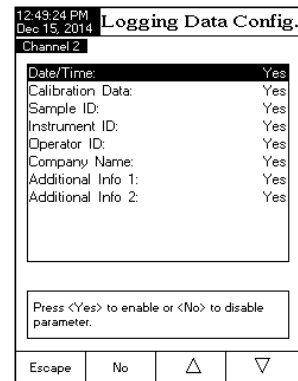 12:49:24 PM
Dec 15, 2014
Logging Data Config.
Channel 2
Date/Time: Yes
Calibration Data: Yes
Sample ID: Yes
Instrument ID: Yes
Operator ID: Yes
Company Name: Yes
Additional Info 1: Yes
Additional Info 2: Yes
Press <Yes> to enable or <No> to disable
parameter.
Escape No △ ▽